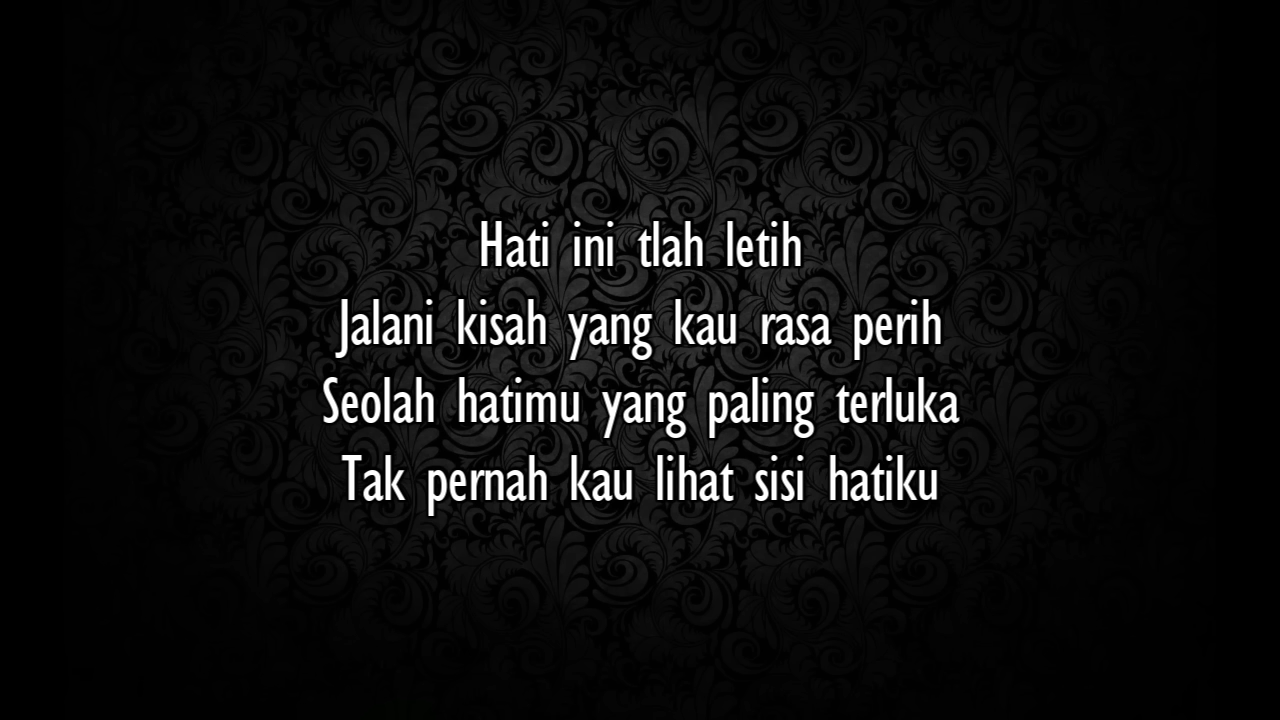 Hati ini tlah letih
Jalani kisah yang kau rasa perih
Seolah hatimu yang paling terluka
Tak pernah kau lihat sisi hatiku